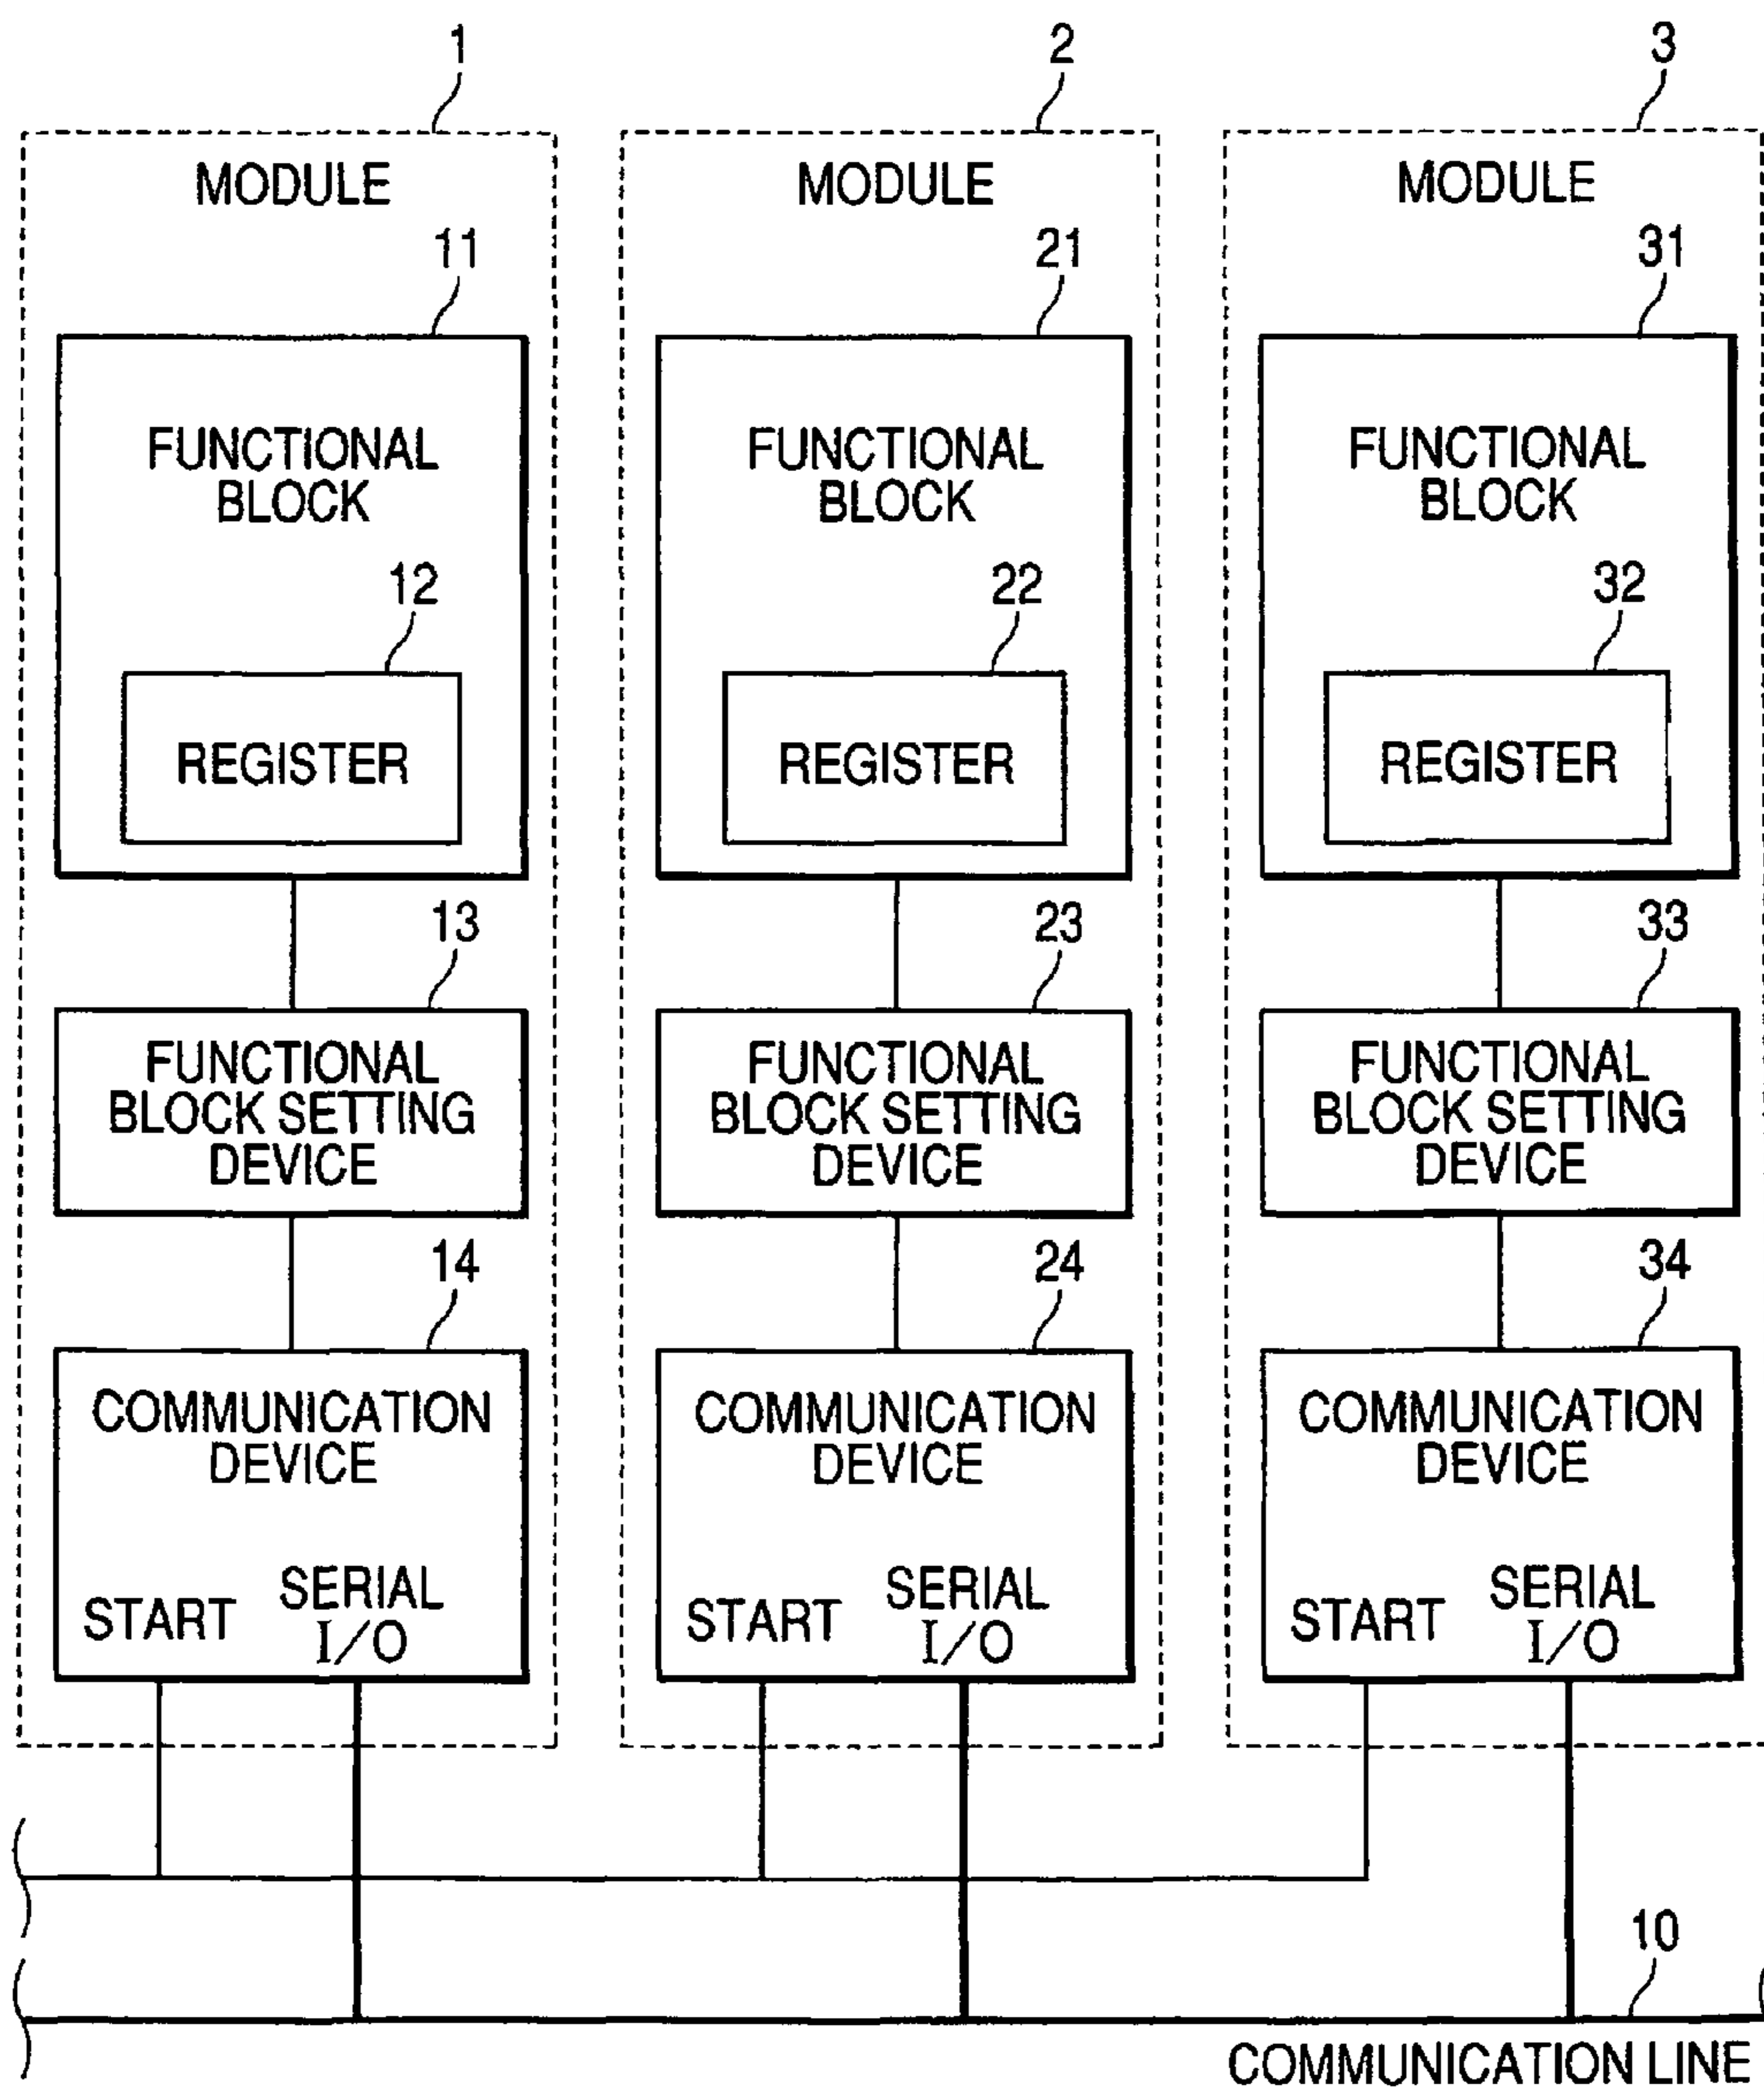 1 2 3
MODULE MODULE MODULE
11 21 31
FUNCTIONAL FUNCTIONAL FUNCTIONAL
BLOCK BLOCK BLOCK
12 22 32
REGISTER REGISTER REGISTER
13 23 33
FUNCTIONAL FUNCTIONAL FUNCTIONAL
BLOCK SETTING BLOCK SETTING BLOCK SETTING
DEVICE DEVICE DEVICE
14 24 34
COMMUNICATION COMMUNICATION COMMUNICATION
DEVICE DEVICE DEVICE
START SERIAL START SERIAL START SERIAL
I/O I/O I/O
10
COMMUNICATION LINE